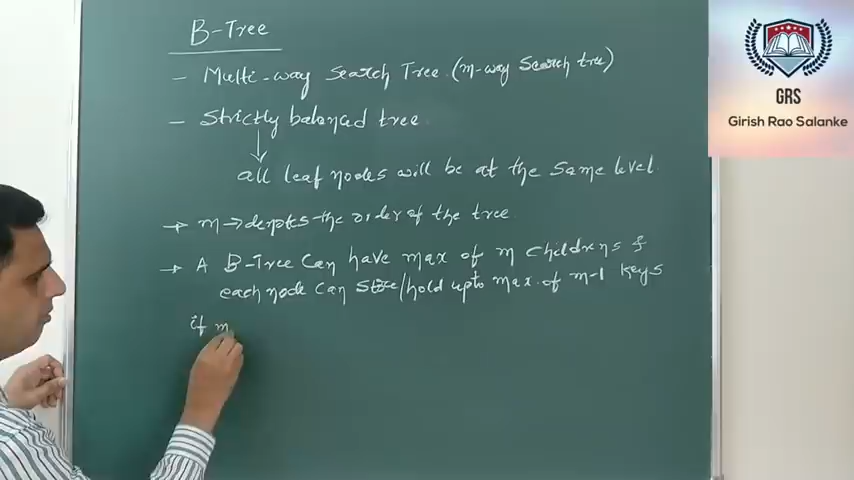 B-Tree
- Multi-way Search Tree. (m-way Search tree)
- Strictly balanced tree.
all leaf nodes will be at the same level.
→ m → denotes the order of the tree
→ A B-Tree Can have max of m childrens &
each node can store/hold upto max. of m-1 keys
if m
GRS
Girish Rao Salanke